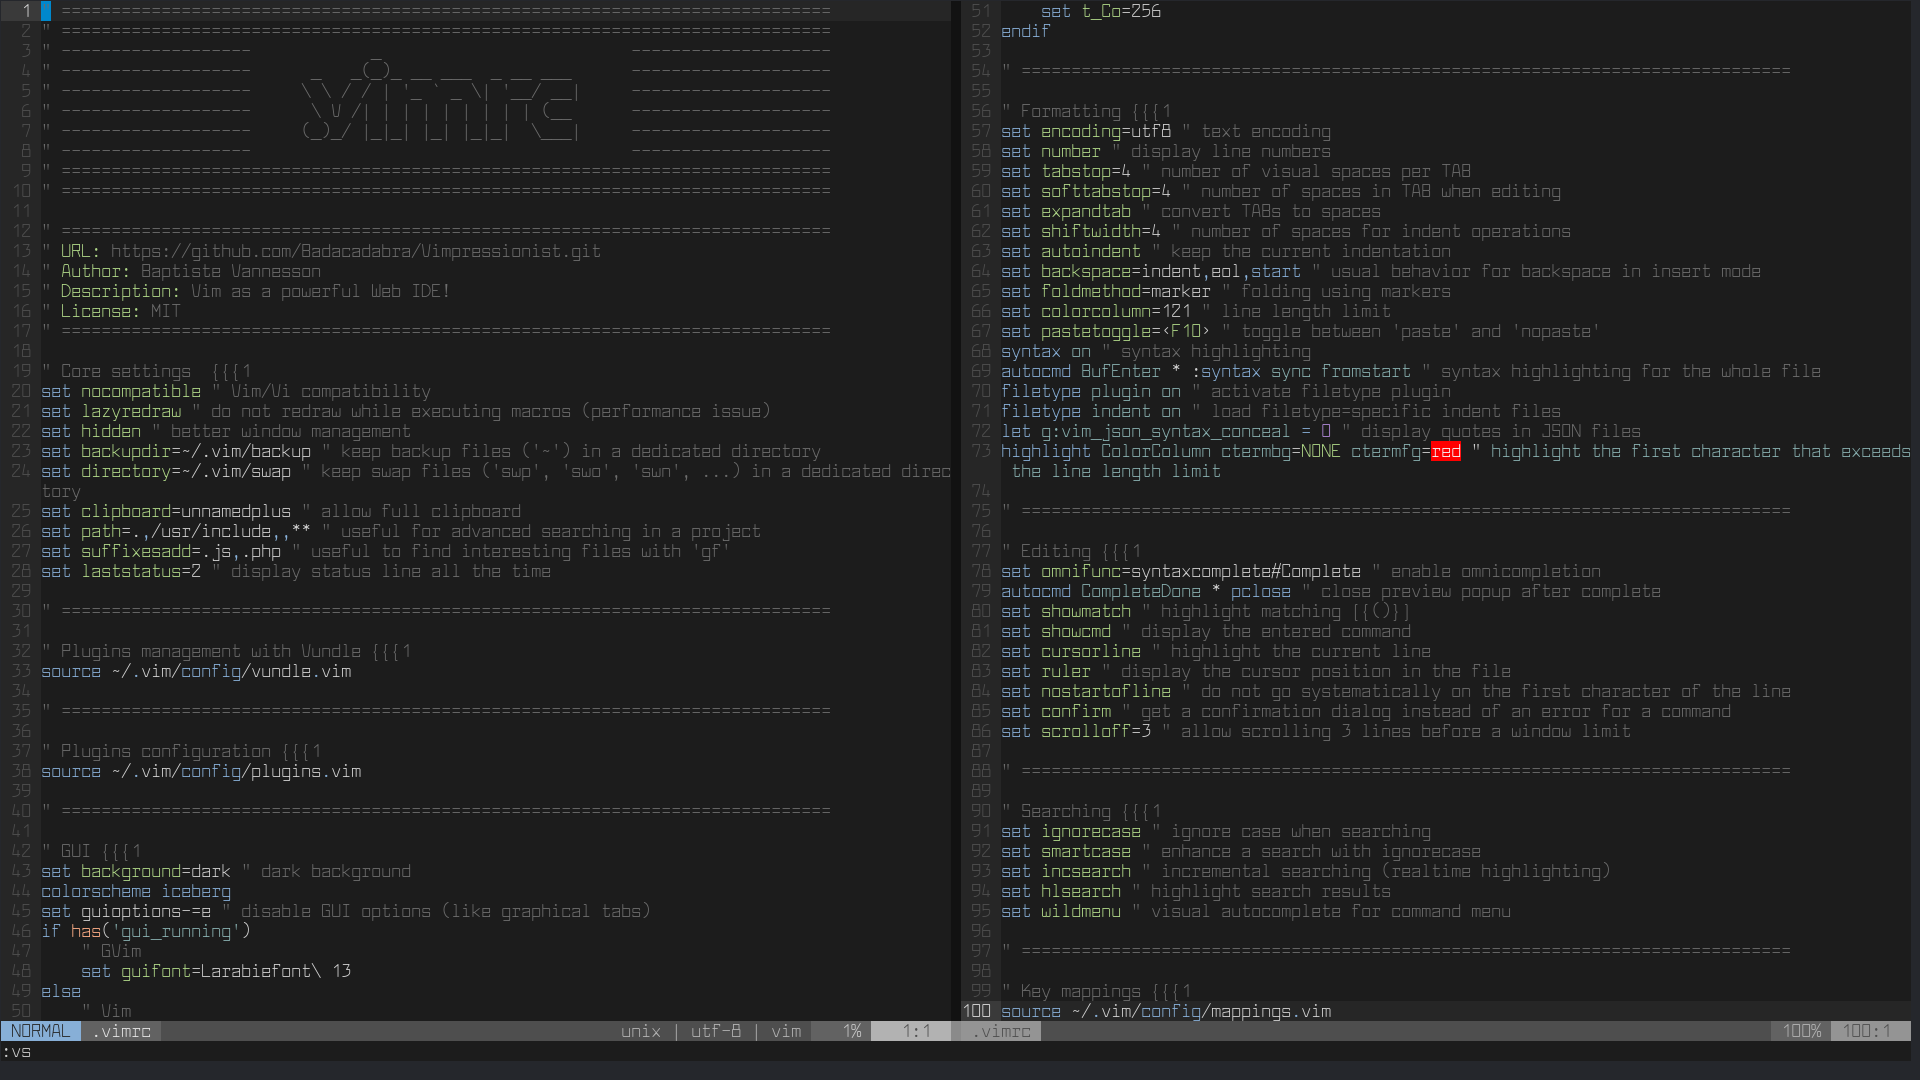 1 " =============================================================================
2 " =============================================================================
3 " -------------------                                      --------------------
4 " -------------------                                      --------------------
5 " -------------------        vimrc                         --------------------
6 " -------------------                                      --------------------
7 " -------------------                                      --------------------
8 " -------------------                                      --------------------
9 " =============================================================================
10 " =============================================================================
11
12 " =============================================================================
13 " URL: https://github.com/Badacadabra/Vimpressionist.git
14 " Author: Baptiste Vannesson
15 " Description: Vim as a powerful Web IDE!
16 " License: MIT
17 " =============================================================================
18
19 " Core settings  {{{1
20 set nocompatible " Vim/Vi compatibility
21 set lazyredraw " do not redraw while executing macros (performance issue)
22 set hidden " better window management
23 set backupdir=~/.vim/backup " keep backup files ('~') in a dedicated directory
24 set directory=~/.vim/swap " keep swap files ('swp', 'swo', 'swn', ...) in a dedicated direc
tory
25 set clipboard=unnamedplus " allow full clipboard
26 set path=.,/usr/include,,** " useful for advanced searching in a project
27 set suffixesadd=.js,.php " useful to find interesting files with 'gf'
28 set laststatus=2 " display status line all the time
29
30 " =============================================================================
31
32 " Plugins management with Vundle {{{1
33 source ~/.vim/config/vundle.vim
34
35 " =============================================================================
36
37 " Plugins configuration {{{1
38 source ~/.vim/config/plugins.vim
39
40 " =============================================================================
41
42 " GUI {{{1
43 set background=dark " dark background
44 colorscheme iceberg
45 set guioptions-=e " disable GUI options (like graphical tabs)
46 if has('gui_running')
47     " GVim
48     set guifont=Larabiefont\ 13
49 else
50     " Vim
NORMAL .vimrc unix | utf-8 | vim 1% 1:1
:vs
51     set t_Co=256
52 endif
53
54 " =============================================================================
55
56 " Formatting {{{1
57 set encoding=utf8 " text encoding
58 set number " display line numbers
59 set tabstop=4 " number of visual spaces per TAB
60 set softtabstop=4 " number of spaces in TAB when editing
61 set expandtab " convert TABs to spaces
62 set shiftwidth=4 " number of spaces for indent operations
63 set autoindent " keep the current indentation
64 set backspace=indent,eol,start " usual behavior for backspace in insert mode
65 set foldmethod=marker " folding using markers
66 set colorcolumn=121 " line length limit
67 set pastetoggle=<F10> " toggle between 'paste' and 'nopaste'
68 syntax on " syntax highlighting
69 autocmd BufEnter * :syntax sync fromstart " syntax highlighting for the whole file
70 filetype plugin on " activate filetype plugin
71 filetype indent on " load filetype=specific indent files
72 let g:vim_json_syntax_conceal = 0 " display quotes in JSON files
73 highlight ColorColumn ctermbg=NONE ctermfg=red " highlight the first character that exceeds
the line length limit
74
75 " =============================================================================
76
77 " Editing {{{1
78 set omnifunc=syntaxcomplete#Complete " enable omnicompletion
79 autocmd CompleteDone * pclose " close preview popup after complete
80 set showmatch " highlight matching [{()}]
81 set showcmd " display the entered command
82 set cursorline " highlight the current line
83 set ruler " display the cursor position in the file
84 set nostartofline " do not go systematically on the first character of the line
85 set confirm " get a confirmation dialog instead of an error for a command
86 set scrolloff=3 " allow scrolling 3 lines before a window limit
87
88 " =============================================================================
89
90 " Searching {{{1
91 set ignorecase " ignore case when searching
92 set smartcase " enhance a search with ignorecase
93 set incsearch " incremental searching (realtime highlighting)
94 set hlsearch " highlight search results
95 set wildmenu " visual autocomplete for command menu
96
97 " =============================================================================
98
99 " Key mappings {{{1
100 source ~/.vim/config/mappings.vim
.vimrc 100% 100:1